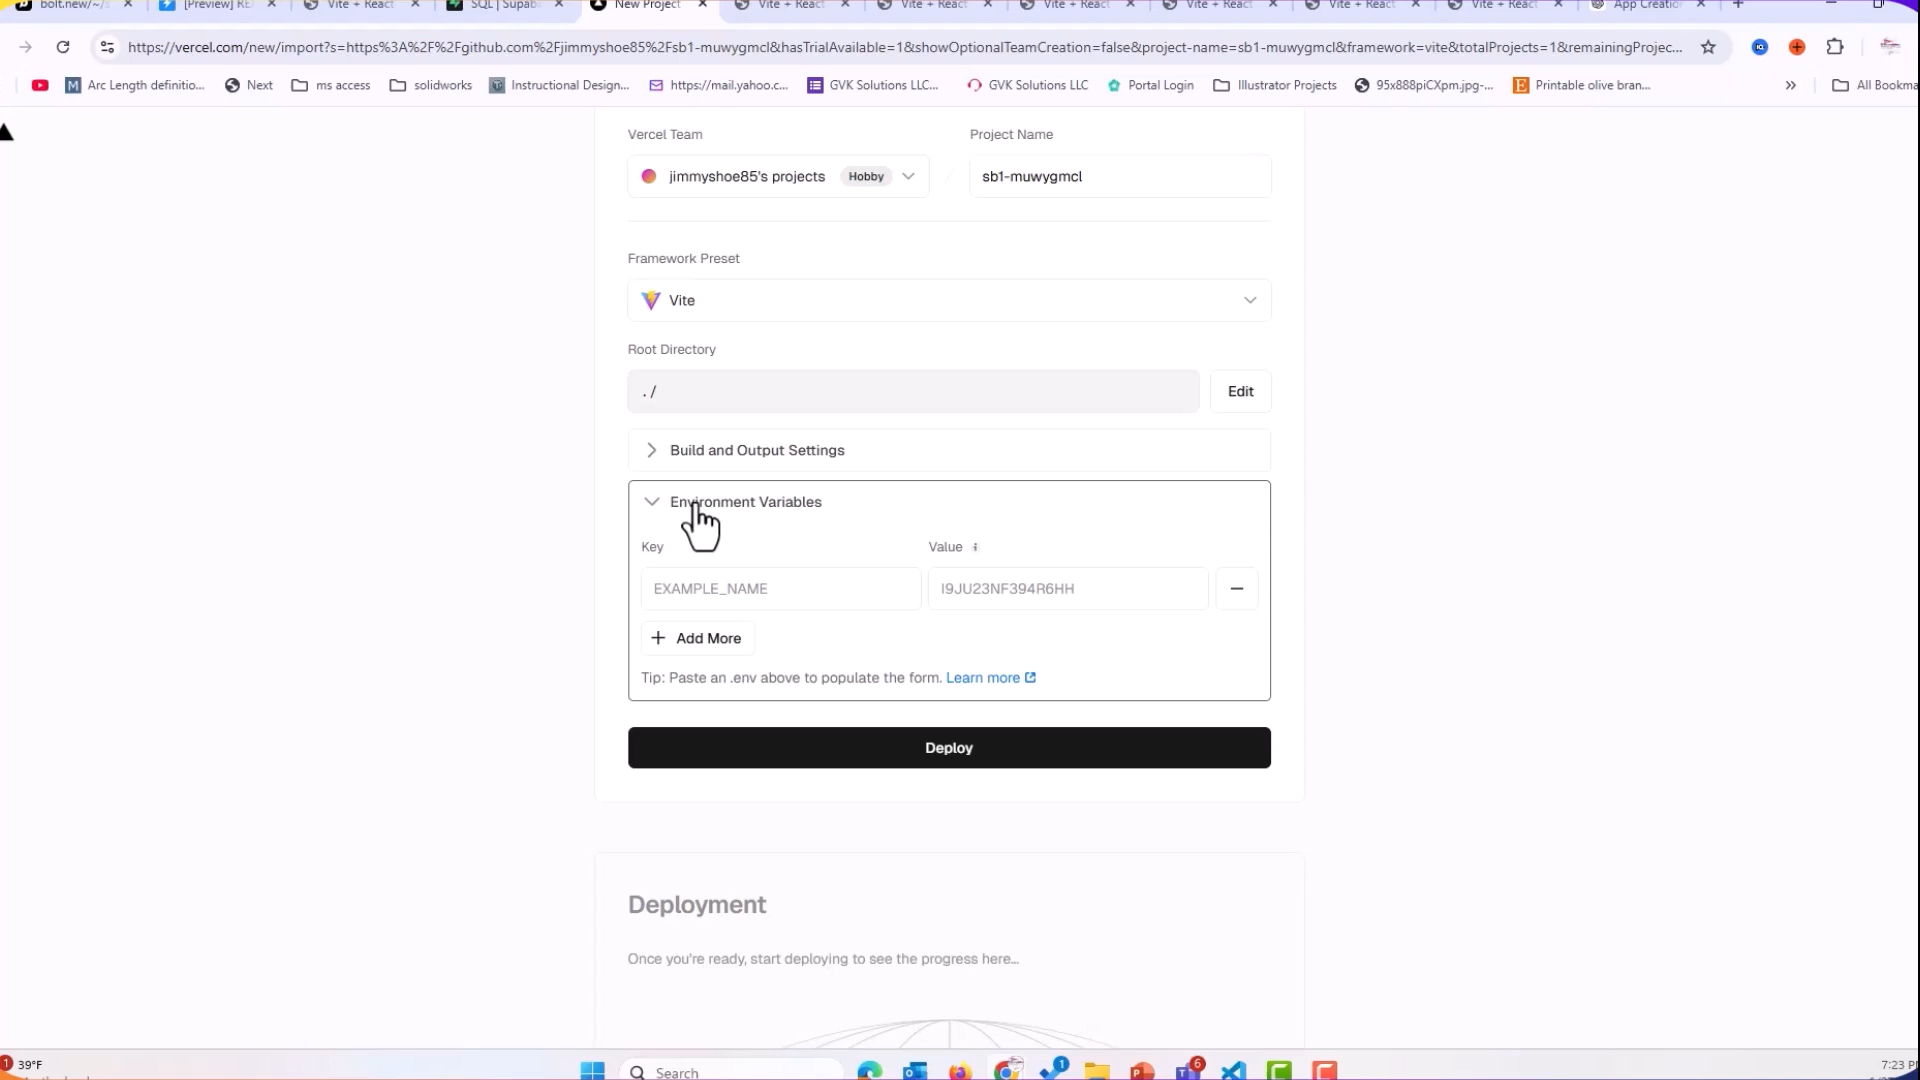 bolt.new/~/s
[Preview] RE
Vite + React
SQL | Supab
New Project
Vite + React
Vite + React
Vite + React
Vite + React
Vite + React
Vite + React
App Creation
https://vercel.com/new/import?s=https%3A%2F%2Fgithub.com%2Fjimmyshoe85%2Fsb1-muwygmcl&hasTrialAvailable=1&showOptionalTeamCreation=false&project-name=sb1-muwygmcl&framework=vite&totalProjects=1&remainingProjec...
Arc Length definitio...
Next
ms access
solidworks
Instructional Design...
https://mail.yahoo.c...
GVK Solutions LLC...
GVK Solutions LLC
Portal Login
Illustrator Projects
95x888piCXpm.jpg-...
Printable olive bran...
All Bookma
Vercel Team
Project Name
jimmyshoe85's projects Hobby
sb1-muwygmcl
Framework Preset
Vite
Root Directory
./
Edit
Build and Output Settings
Environment Variables
Key
Value
EXAMPLE_NAME
I9JU23NF394R6HH
Add More
Tip: Paste an .env above to populate the form. Learn more
Deploy
Deployment
Once you're ready, start deploying to see the progress here...
1
39°F
Search
1
6
7:23 P